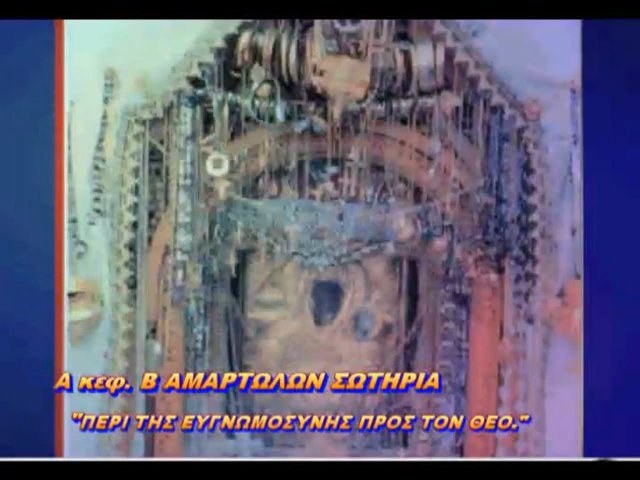 Α κεφ. Β ΑΜΑΡΤΩΛΩΝ ΣΩΤΗΡΙΑ
"ΠΕΡΙ ΤΗΣ ΕΥΓΝΩΜΟΣΥΝΗΣ ΠΡΟΣ ΤΟΝ ΘΕΟ."